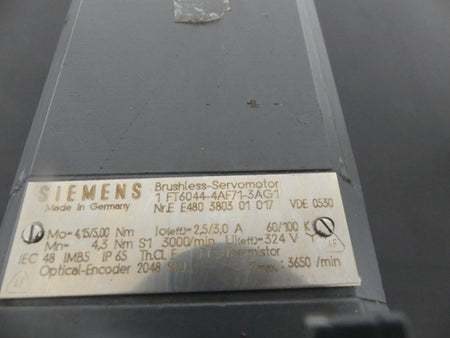 SIEMENS
Made in Germany
Brushless-Servomotor
1 FT6044-4AF71-3AG1
Nr.E E480 3803 01 017 VDE 0530
Mo= 4,15/5,00 Nm Io(eff)= 2,5/3,0 A 60/100 K
Mn= 4,3 Nm S1 3000/min UI(eff)= 324 V
IEC 48 IMB5 IP 65 Th.Cl.
Optical-Encoder 2048 3650 /min